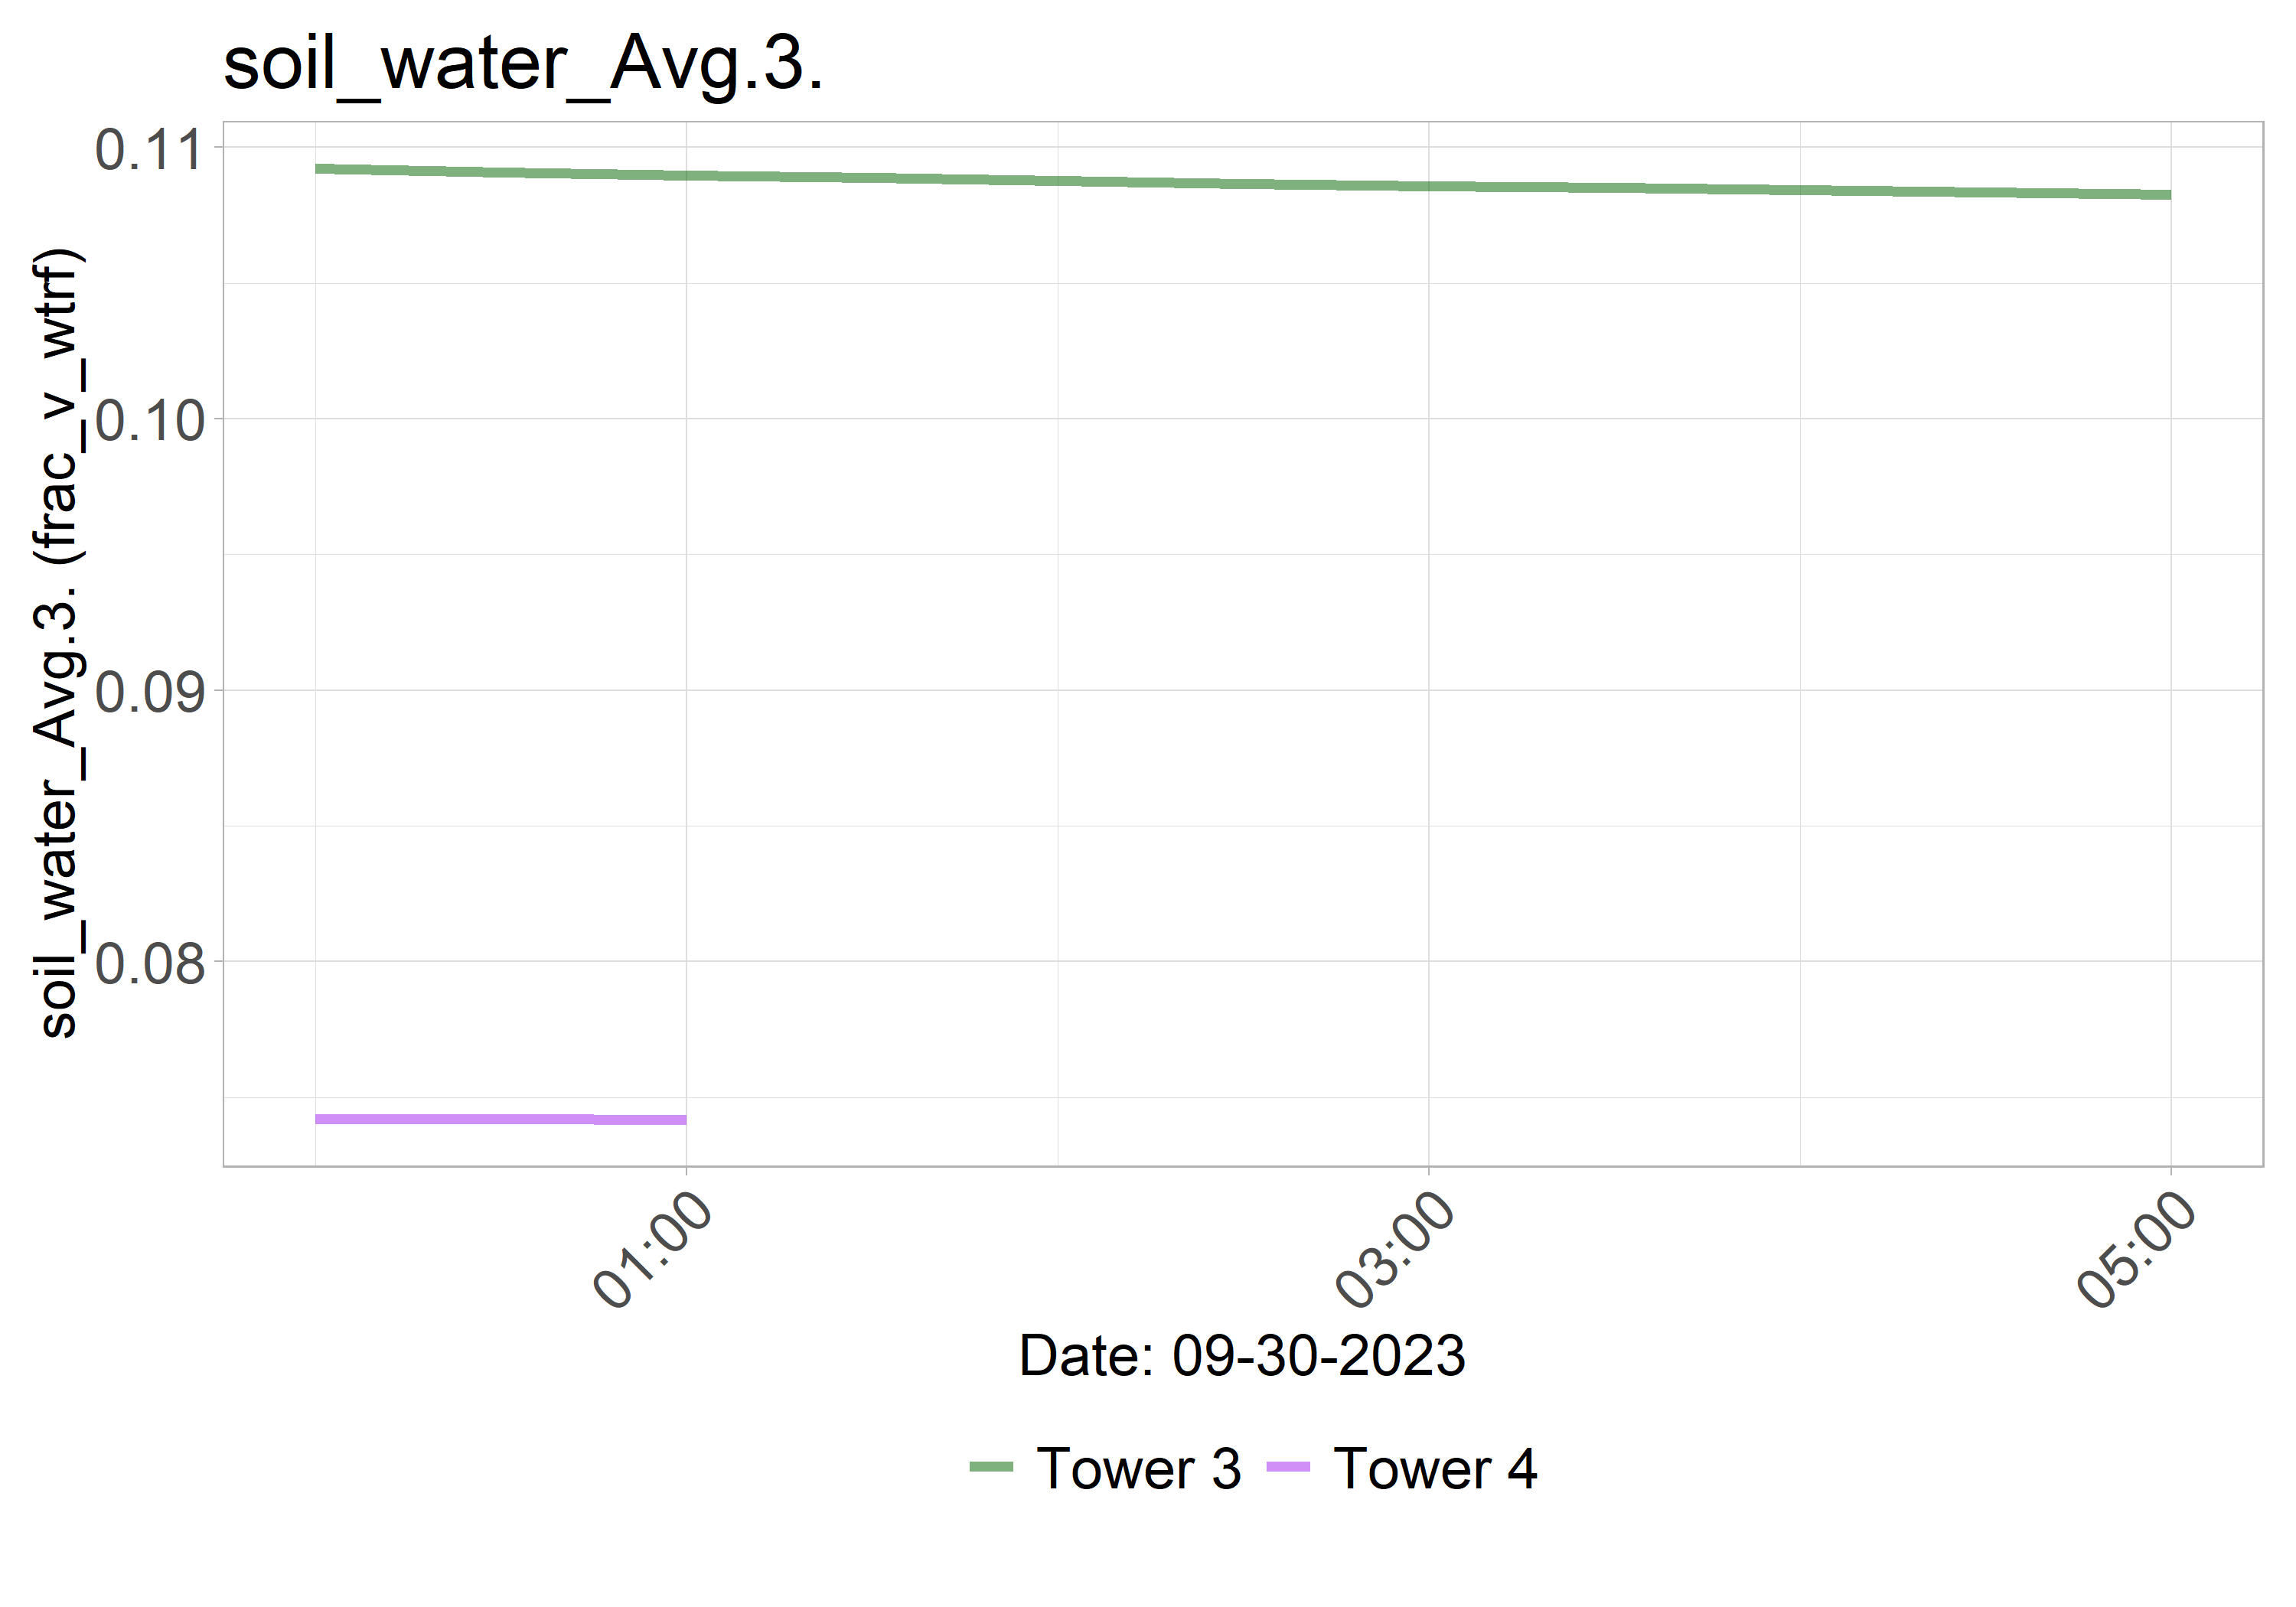 soil_water_Avg.3.
soil_water_Avg.3. (frac_v_wtrf)
0.11
0.10
0.09
0.08
01:00
03:00
05:00
Date: 09-30-2023
Tower 3
Tower 4